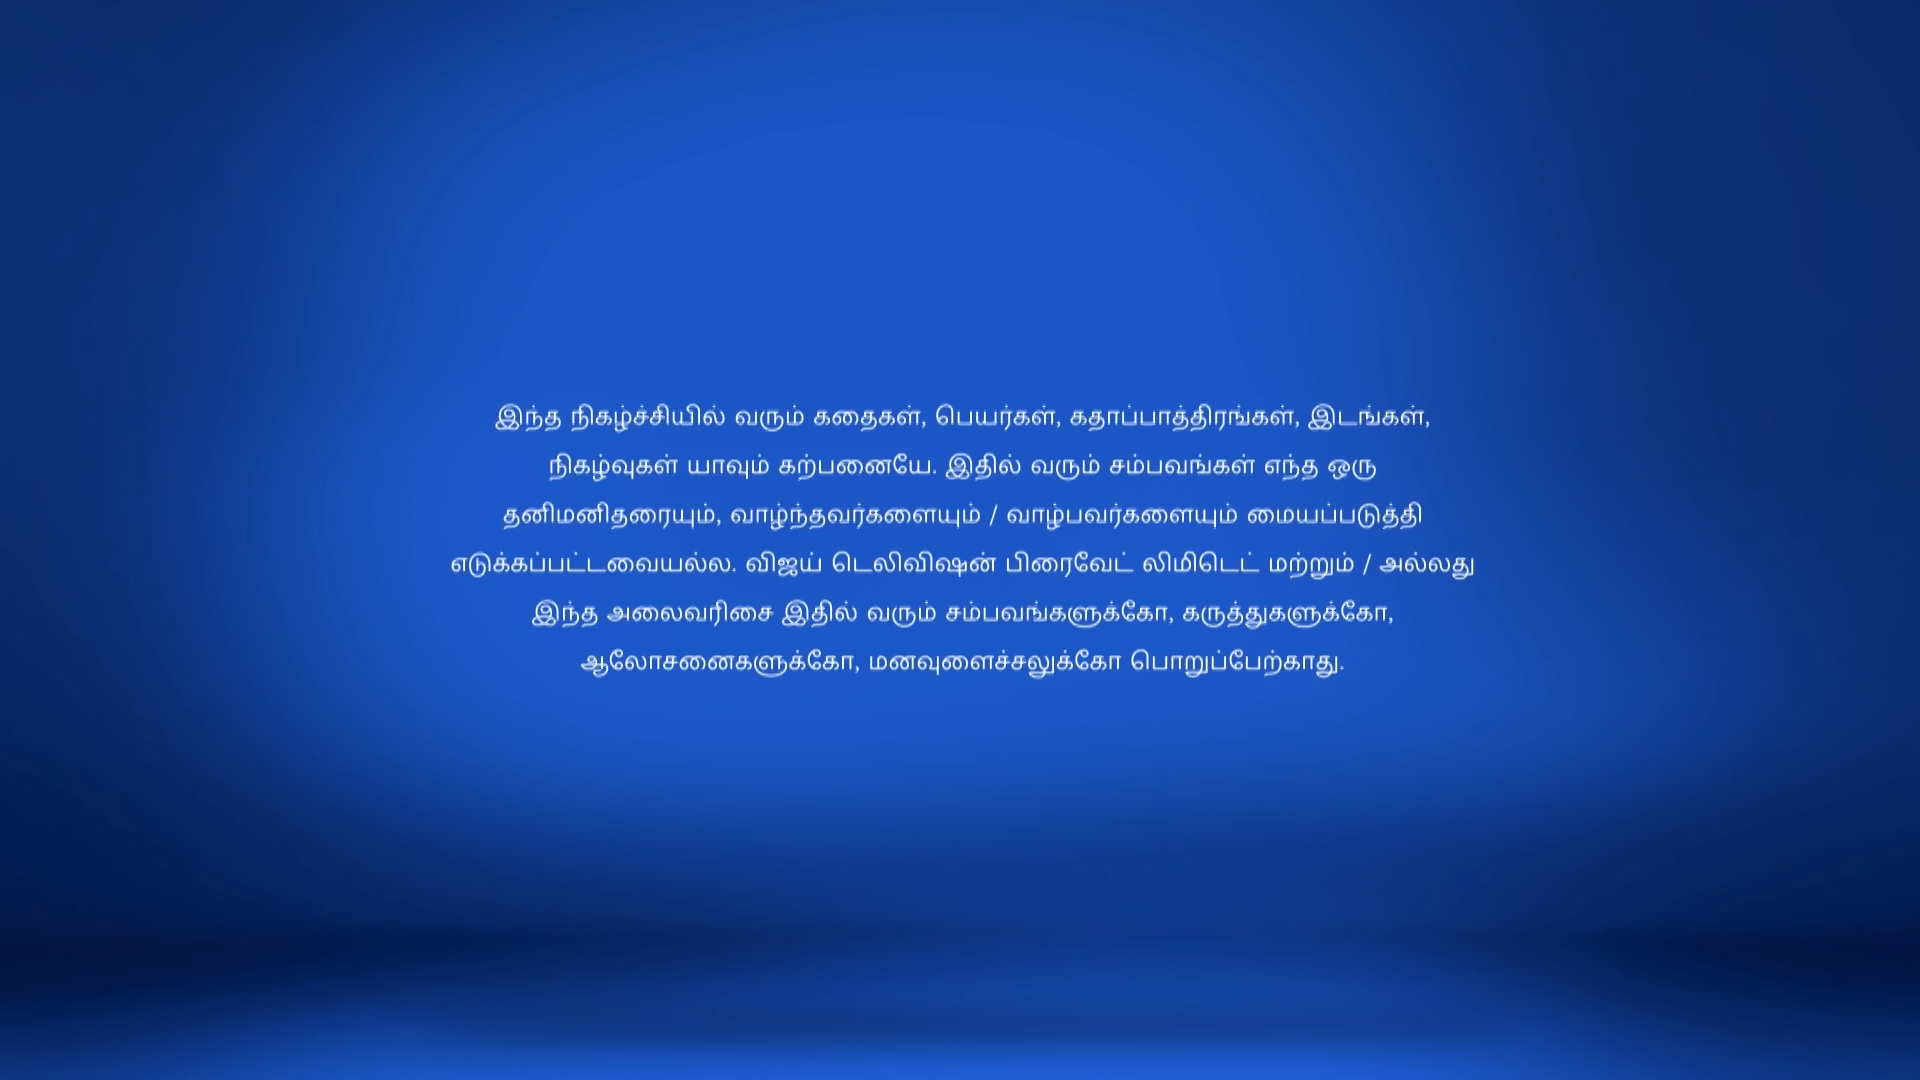 இந்த நிகழ்ச்சியில் வரும் கதைகள், பெயர்கள், கதாப்பாத்திரங்கள், இடங்கள்,
நிகழ்வுகள் யாவும் கற்பனையே. இதில் வரும் சம்பவங்கள் எந்த ஒரு
தனிமனிதரையும், வாழ்ந்தவர்களையும் / வாழ்பவர்களையும் மையப்படுத்தி
எடுக்கப்பட்டவையல்ல. விஜய் டெலிவிஷன் பிரைவேட் லிமிடெட் மற்றும் / அல்லது
இந்த அலைவரிசை இதில் வரும் சம்பவங்களுக்கோ, கருத்துகளுக்கோ,
ஆலோசனைகளுக்கோ, மனவுளைச்சலுக்கோ பொறுப்பேற்காது.